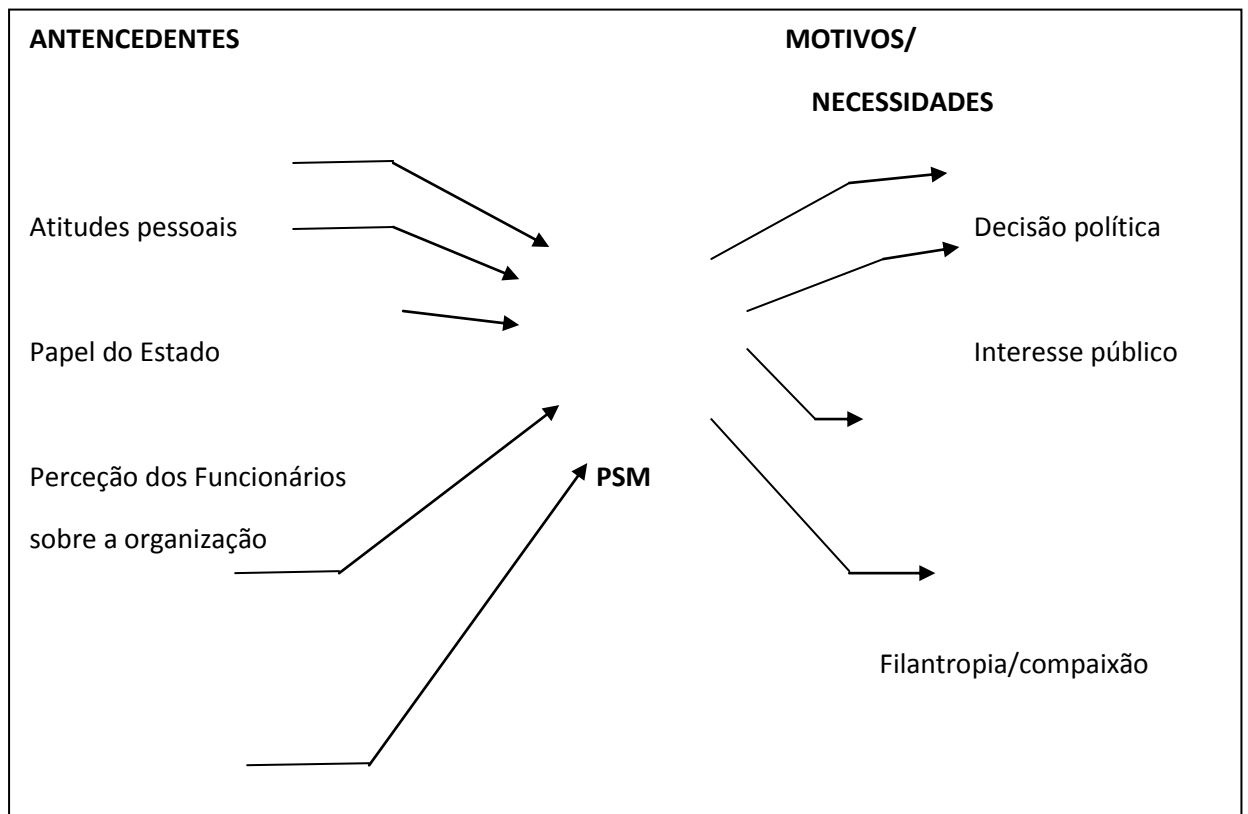 ANTENCEDENTES
MOTIVOS/
NECESSIDADES
Atitudes pessoais
Decisão política
Papel do Estado
Interesse público
Perceção dos Funcionários
sobre a organização
PSM
Filantropia/compaixão